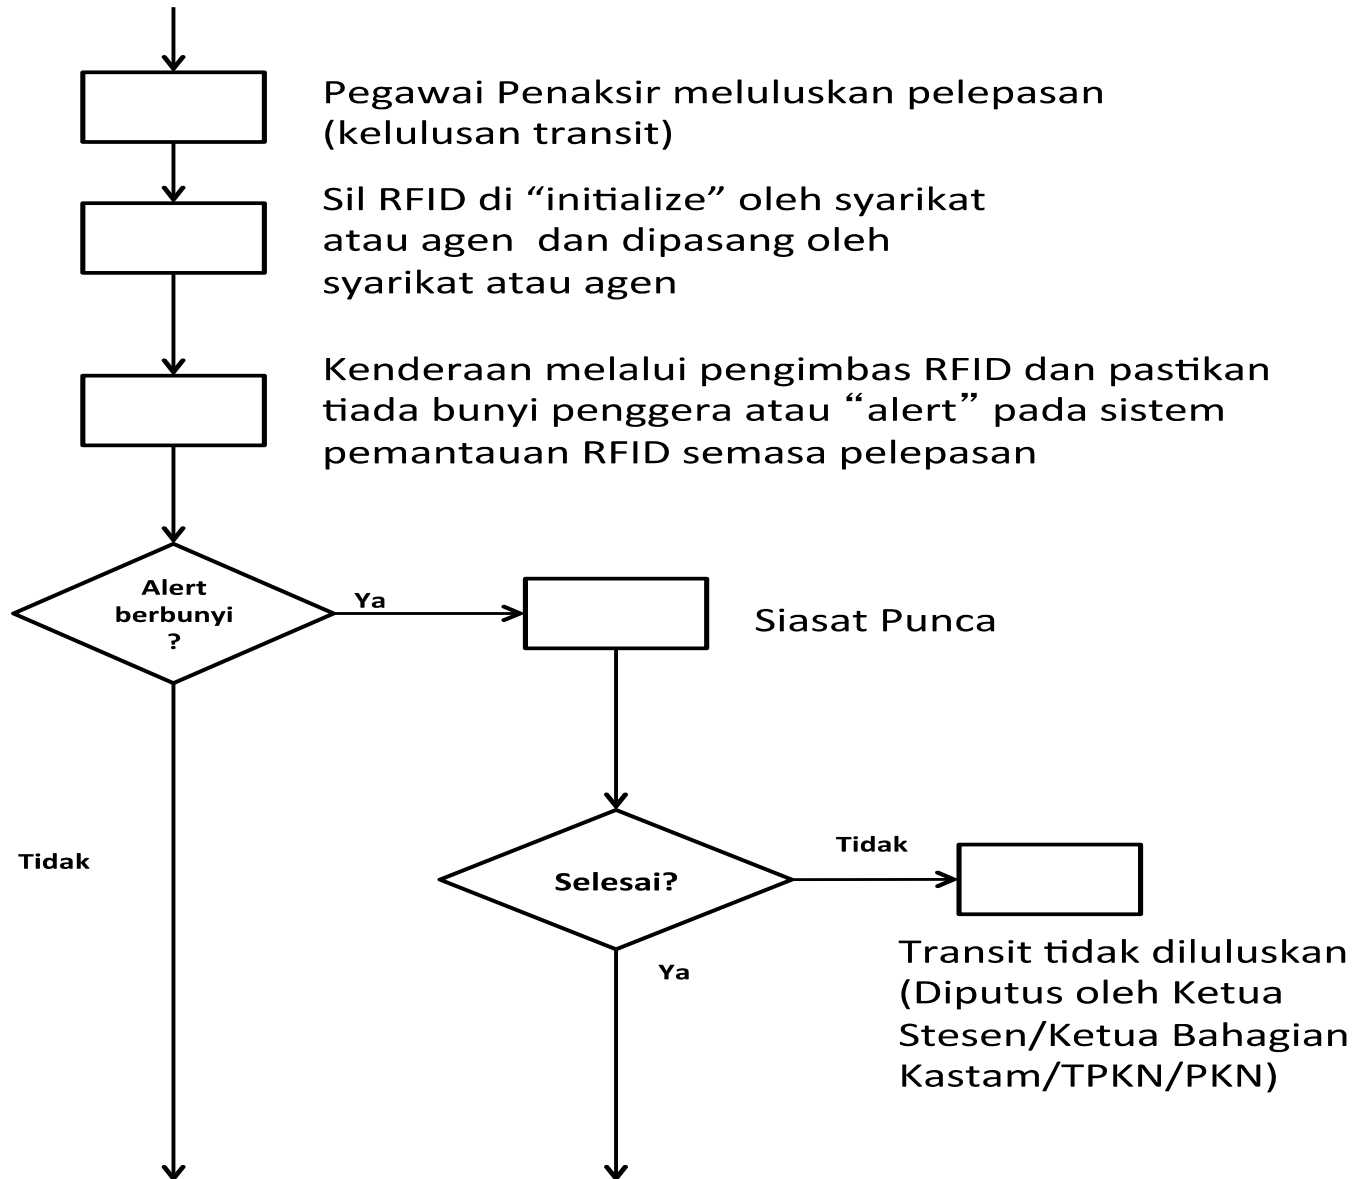 Pegawai Penaksir meluluskan pelepasan
(kelulusan transit)
Sil RFID di “initialize” oleh syarikat
atau agen  dan dipasang oleh
syarikat atau agen
Kenderaan melalui pengimbas RFID dan pastikan
tiada bunyi penggera atau “alert” pada sistem
pemantauan RFID semasa pelepasan
Alert
berbunyi
?
Ya
Siasat Punca
Tidak
Selesai?
Tidak
Ya
Transit tidak diluluskan
(Diputus oleh Ketua
Stesen/Ketua Bahagian
Kastam/TPKN/PKN)